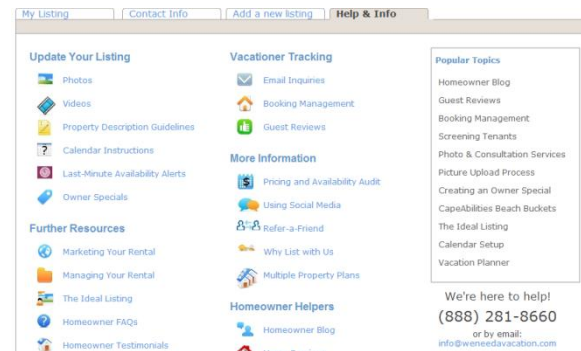 My Listing
Contact Info
Add a new listing
Help & Info
Update Your Listing
Photos
Videos
Property Description Guidelines
Calendar Instructions
Last-Minute Availability Alerts
Owner Specials
Further Resources
Marketing Your Rental
Managing Your Rental
The Ideal Listing
Homeowner FAQs
Homeowner Testimonials
Vacationer Tracking
Email Inquiries
Booking Management
Guest Reviews
More Information
Pricing and Availability Audit
Using Social Media
Refer-a-Friend
Why List with Us
Multiple Property Plans
Homeowner Helpers
Homeowner Blog
Popular Topics
Homeowner Blog
Guest Reviews
Booking Management
Screening Tenants
Photo & Consultation Services
Picture Upload Process
Creating an Owner Special
CapeAbilities Beach Buckets
The Ideal Listing
Calendar Setup
Vacation Planner
We're here to help!
(888) 281-8660
or by email:
info@weneedavacation.com